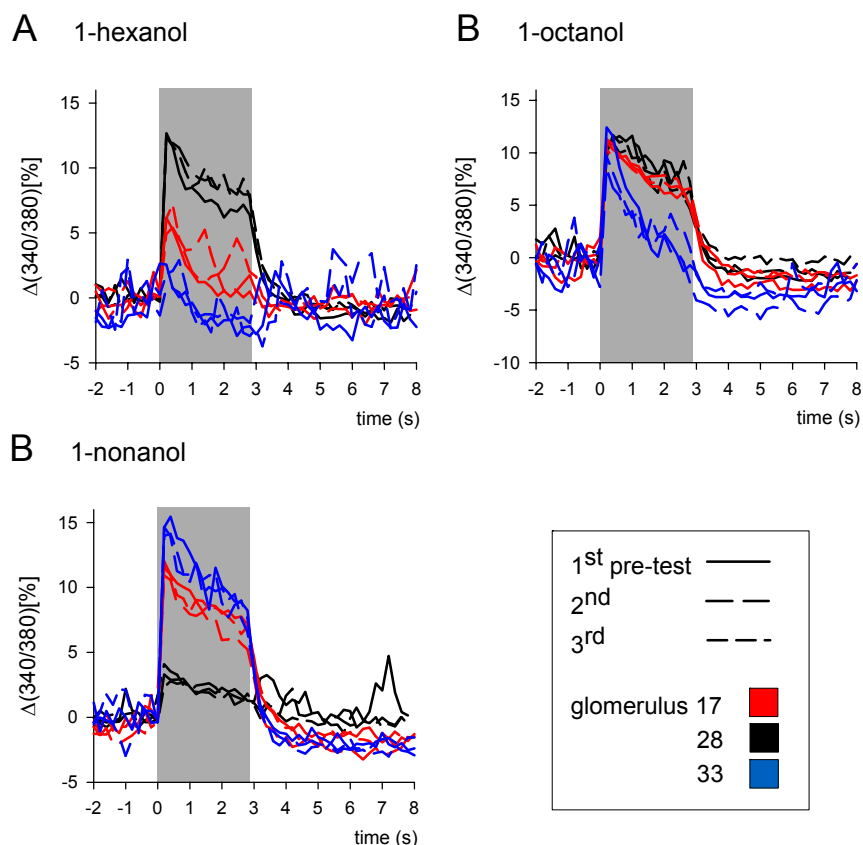 A 1-hexanol
Δ(340/380)[%]
15
10
5
0
-5
-2 -1 0 1 2 3 4 5 6 7 8
time (s)
B 1-octanol
Δ(340/380)[%]
15
10
5
0
-5
-10
-2 -1 0 1 2 3 4 5 6 7 8
time (s)
B 1-nonanol
Δ(340/380)[%]
15
10
5
0
-5
-2 -1 0 1 2 3 4 5 6 7 8
time (s)
1st pre-test
2nd
3rd
glomerulus 17
28
33